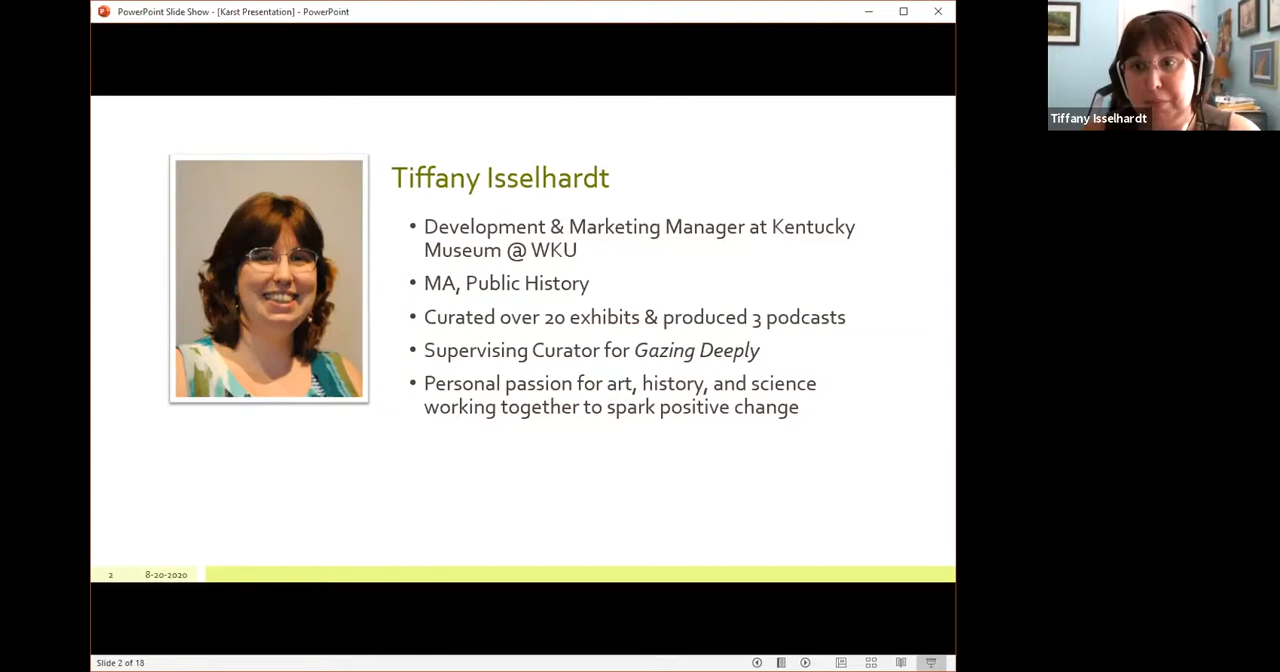 PowerPoint Slide Show - [Karst Presentation] - PowerPoint
Tiffany Isselhardt
Tiffany Isselhardt
• Development & Marketing Manager at Kentucky
Museum @ WKU
• MA, Public History
• Curated over 20 exhibits & produced 3 podcasts
• Supervising Curator for Gazing Deeply
• Personal passion for art, history, and science
working together to spark positive change
2 8-20-2020
Slide 2 of 18